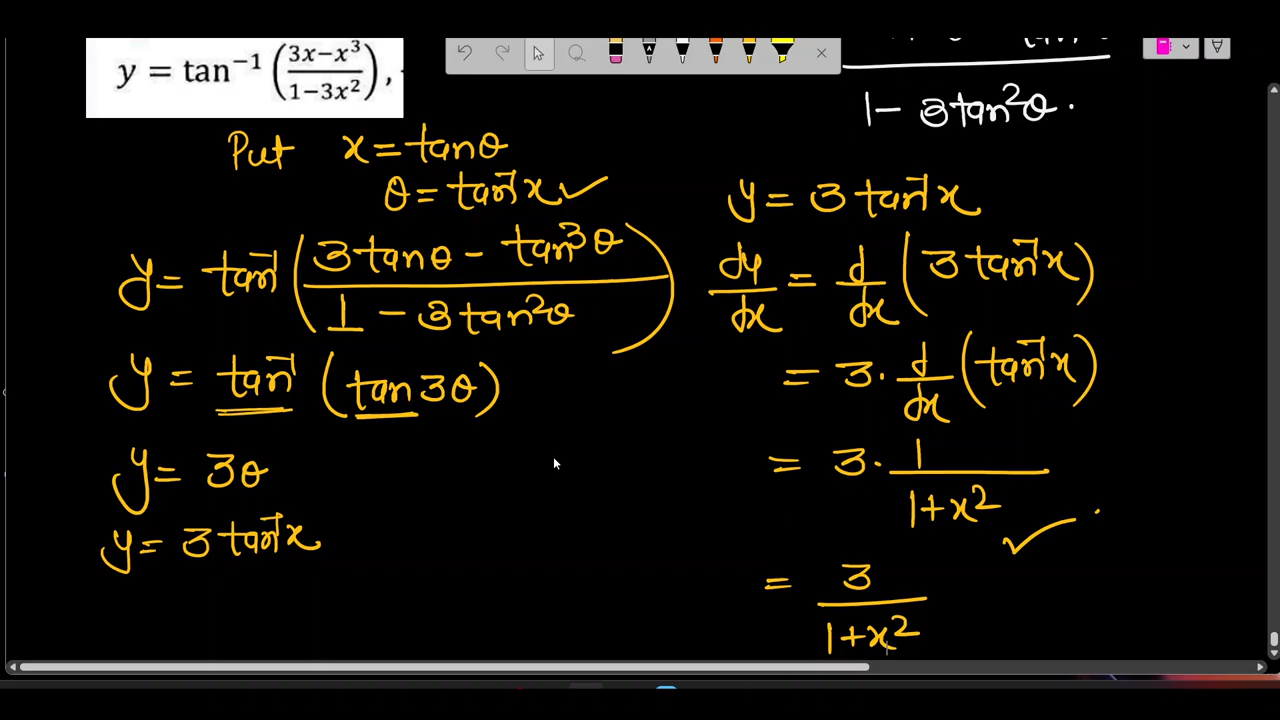 y = tan⁻¹ (3x−x³ / 1−3x²),
1 − 3tan²θ.
Put x = tanθ
θ = tan⁻¹x ✓
y = tan⁻¹ (3tanθ − tan³θ / 1 − 3tan²θ)
y = tan⁻¹ (tan3θ)
y = 3θ
y = 3tan⁻¹x
y = 3tan⁻¹x
dy/dx = d/dx (3tan⁻¹x)
= 3· d/dx (tan⁻¹x)
= 3· 1 / 1+x² ✓
= 3 / 1+x²